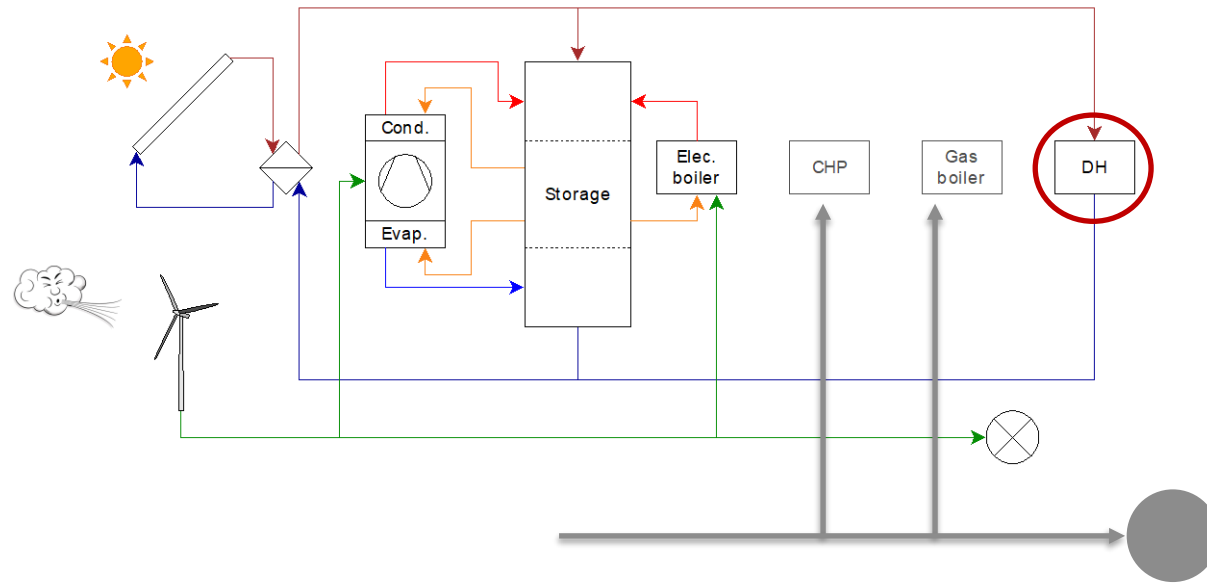 Cond.
Evap.
Storage
Elec.
boiler
CHP
Gas
boiler
DH